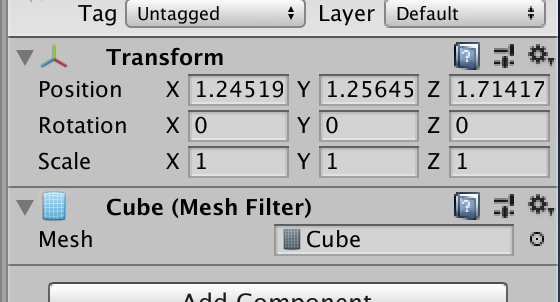 Tag Untagged Layer Default
Transform
Position X 1.24519 Y 1.25645 Z 1.71417
Rotation X 0 Y 0 Z 0
Scale X 1 Y 1 Z 1
Cube (Mesh Filter)
Mesh Cube
Add Component